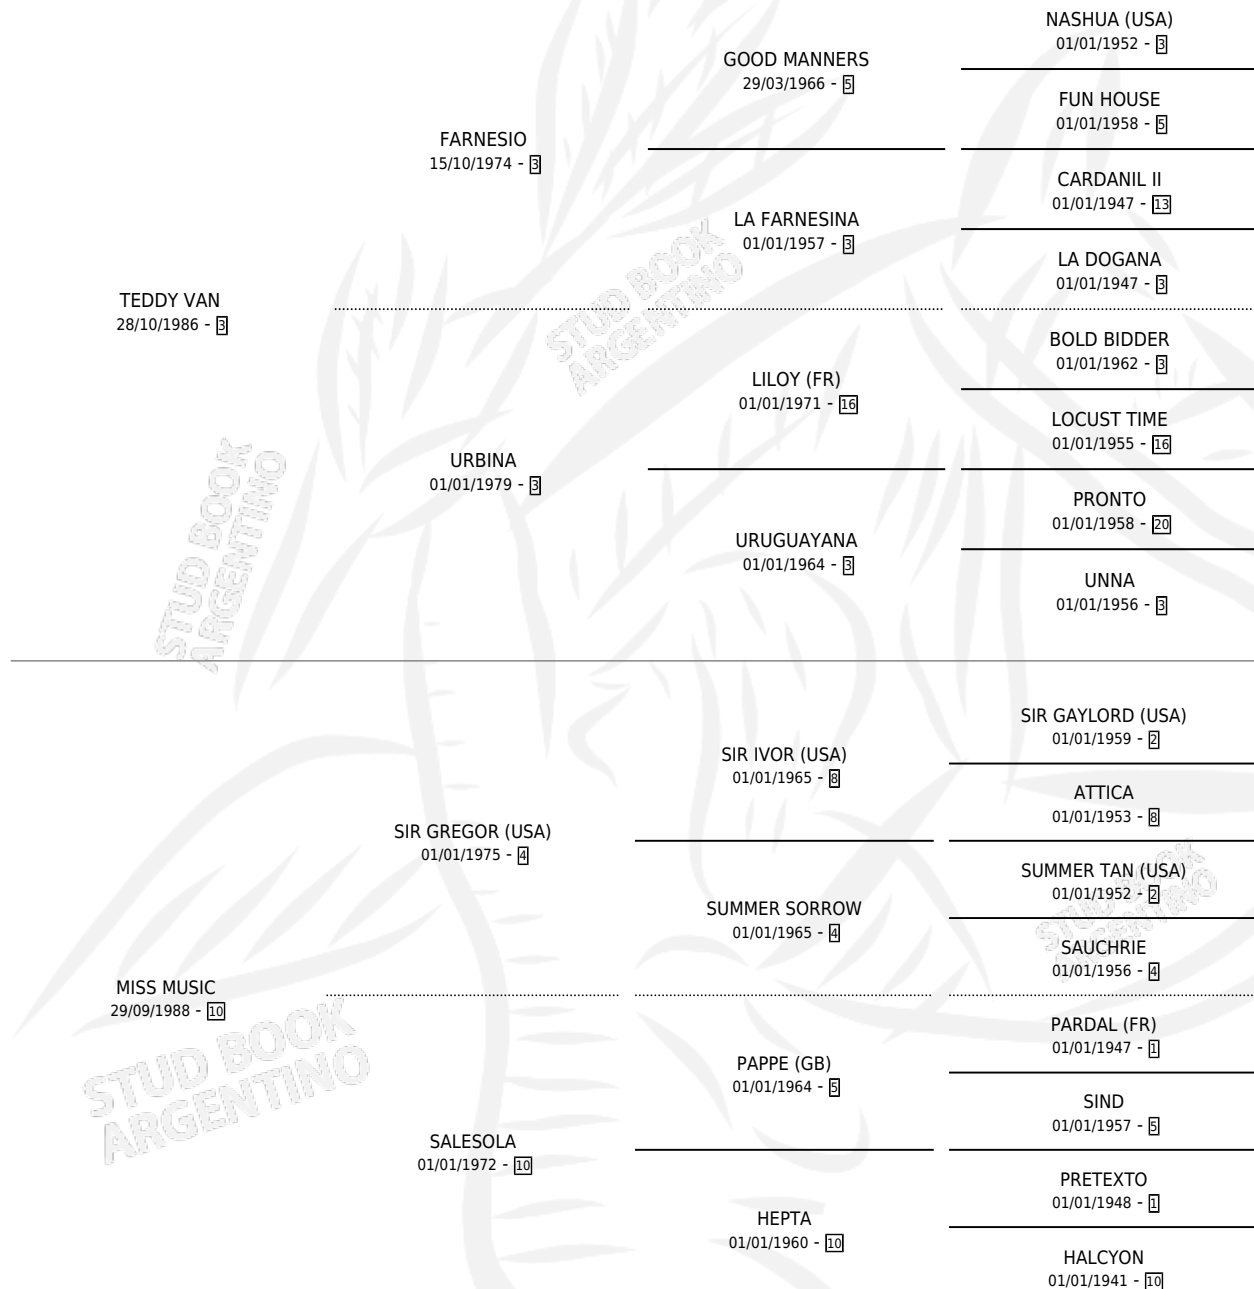 NASHUA (USA)
01/01/1952 - 3
GOOD MANNERS
29/03/1966 - 5
FUN HOUSE
01/01/1958 - 5
FARNESIO
15/10/1974 - 3
CARDANIL II
01/01/1947 - 13
LA FARNESINA
01/01/1957 - 3
LA DOGANA
01/01/1947 - 3
TEDDY VAN
28/10/1986 - 3
BOLD BIDDER
01/01/1962 - 3
LILOY (FR)
01/01/1971 - 16
LOCUST TIME
01/01/1955 - 16
URBINA
01/01/1979 - 3
PRONTO
01/01/1958 - 20
URUGUAYANA
01/01/1964 - 3
UNNA
01/01/1956 - 3
STUD BOOK
ARGENTINO
STUD BOOK
ARGENTINO
SIR GAYLORD (USA)
01/01/1959 - 2
SIR IVOR (USA)
01/01/1965 - 8
ATTICA
01/01/1953 - 8
SIR GREGOR (USA)
01/01/1975 - 4
SUMMER TAN (USA)
01/01/1952 - 2
SUMMER SORROW
01/01/1965 - 4
SAUCHRIE
01/01/1956 - 4
MISS MUSIC
29/09/1988 - 10
PARDAL (FR)
01/01/1947 - 1
PAPPE (GB)
01/01/1964 - 5
SIND
01/01/1957 - 5
SALESOLA
01/01/1972 - 10
PRETEXTO
01/01/1948 - 1
HEPTA
01/01/1960 - 10
HALCYON
01/01/1941 - 10
STUD BOOK
ARGENTINO
STUD BOOK
ARGENTINO